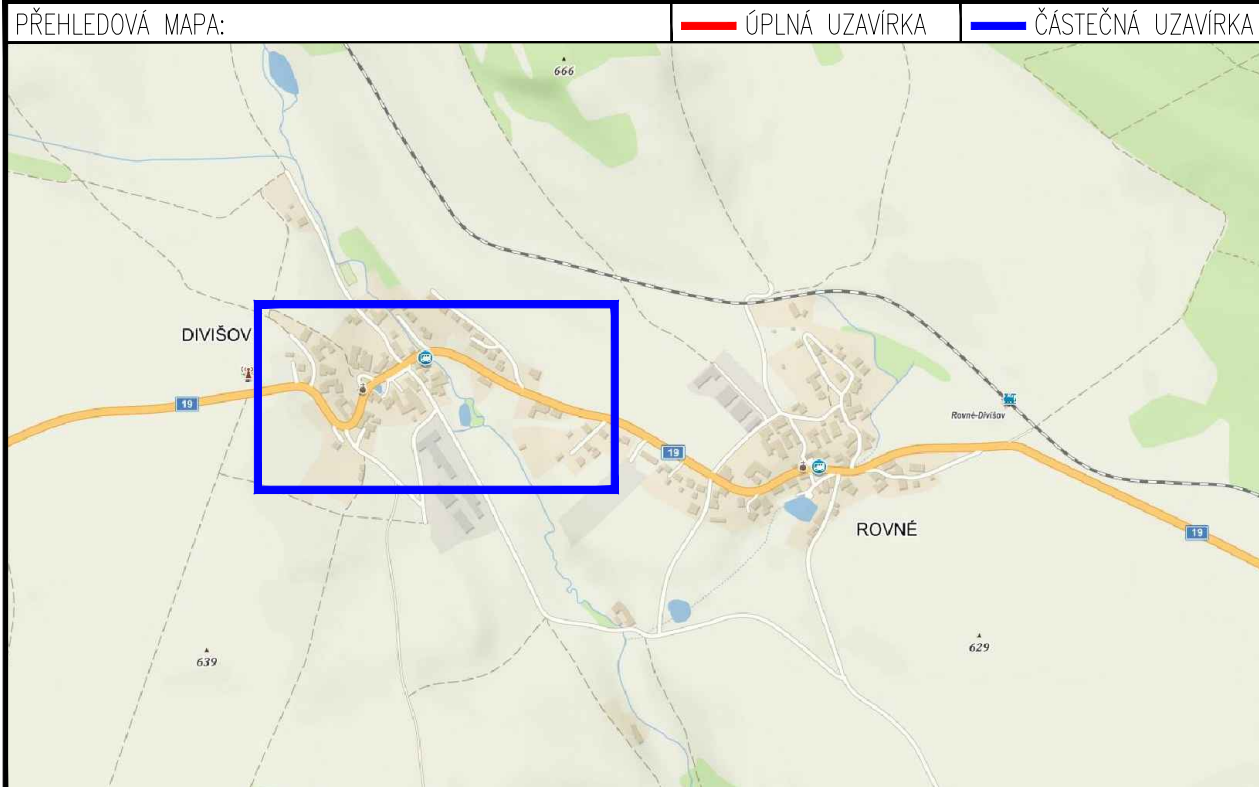 PŘEHLEDOVÁ MAPA:
ÚPLNÁ UZAVÍRKA
ČÁSTEČNÁ UZAVÍRKA
666
DIVIŠOV
19
Rovné-Divišov
19
ROVNÉ
19
639
629